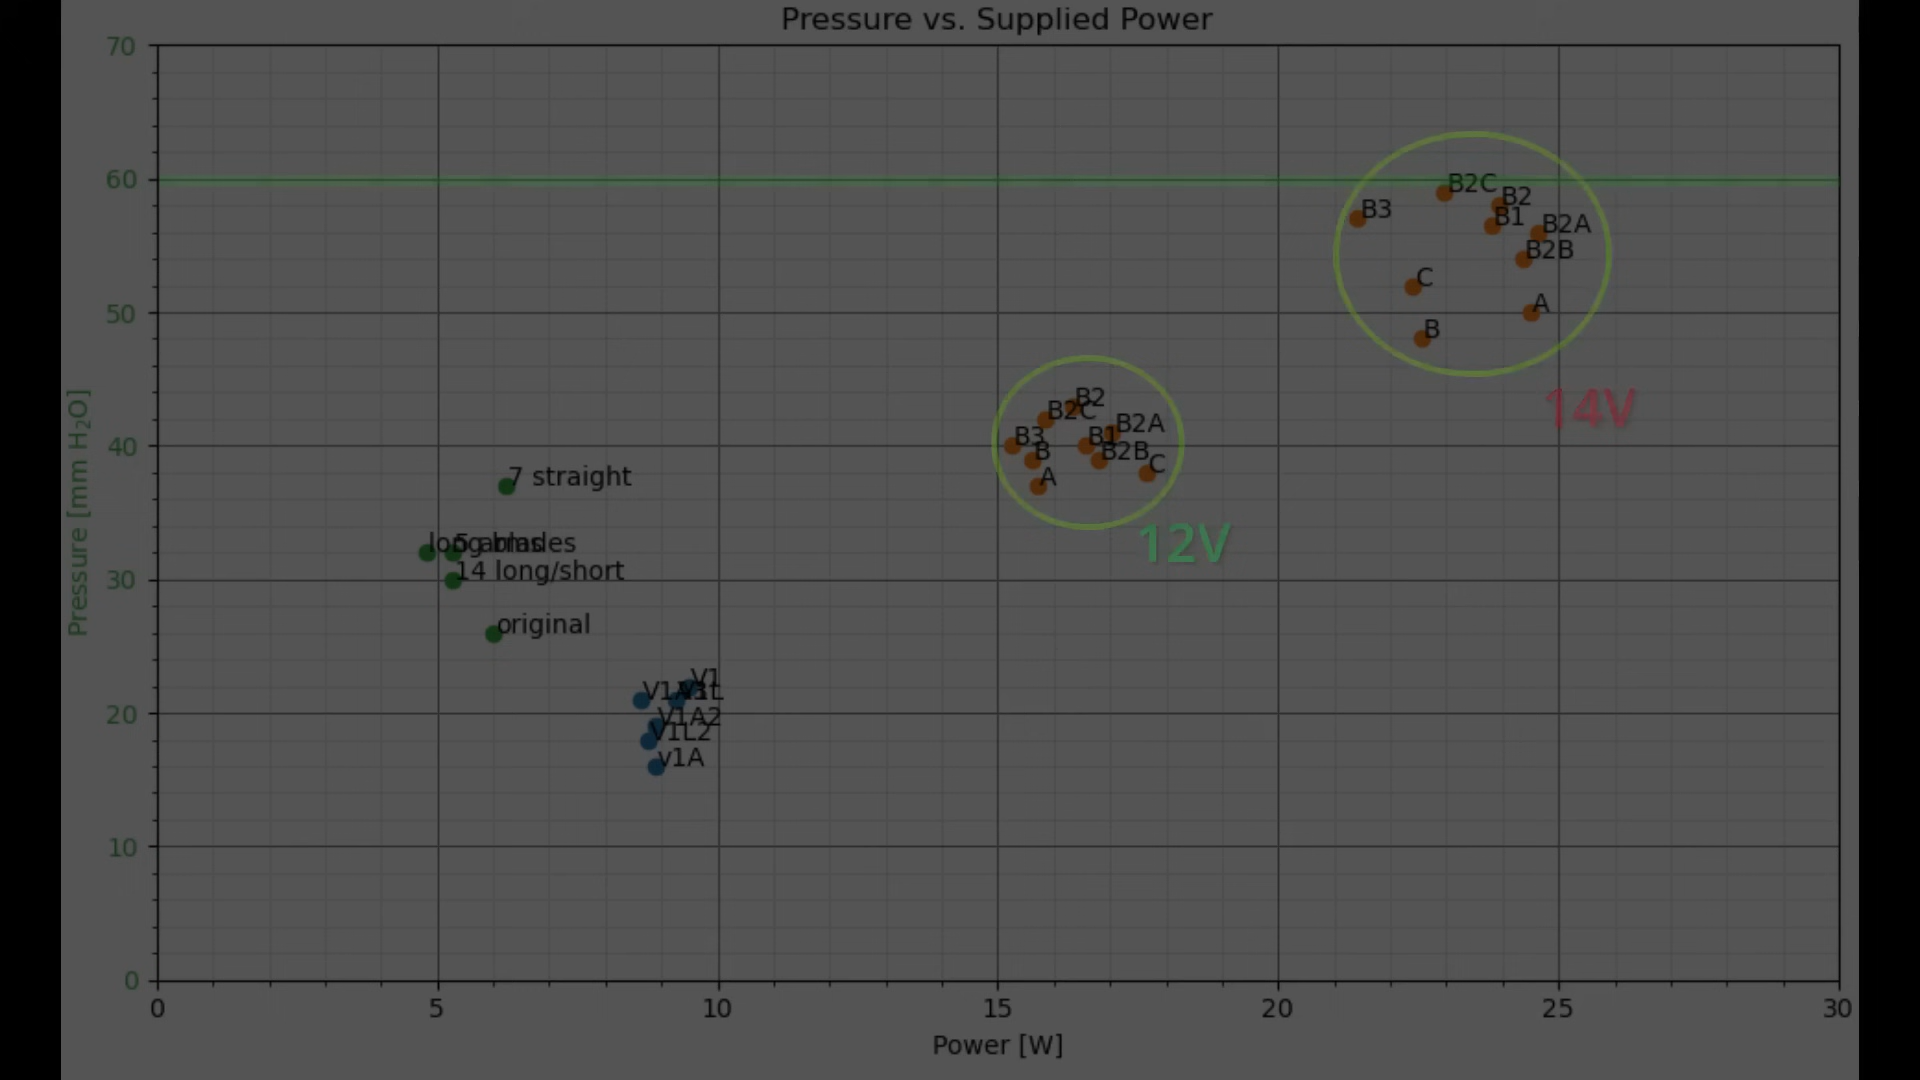 Pressure vs. Supplied Power
70
60
50
40
30
20
10
0
Pressure [mm H₂O]
B2C
B2
B3
B1
B2A
B2B
C
A
B
14V
B2
B2C
B2A
B3
B1
B
B2B
C
A
12V
7 straight
14 long/short
original
V1
V1A2
V1L2
v1A
0
5
10
15
20
25
30
Power [W]